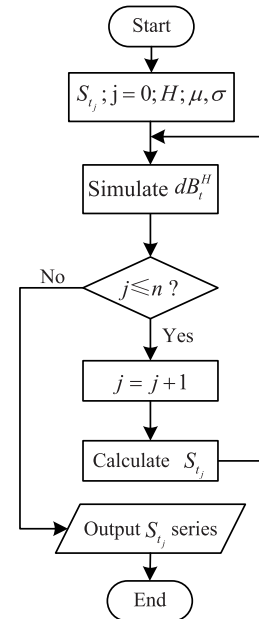 Start
S_{t_j} ; j = 0; H; μ, σ
Simulate dB_t^H
j ⩽ n ?
No
Yes
j = j +1
Calculate S_{t_j}
Output S_{t_j} series
End